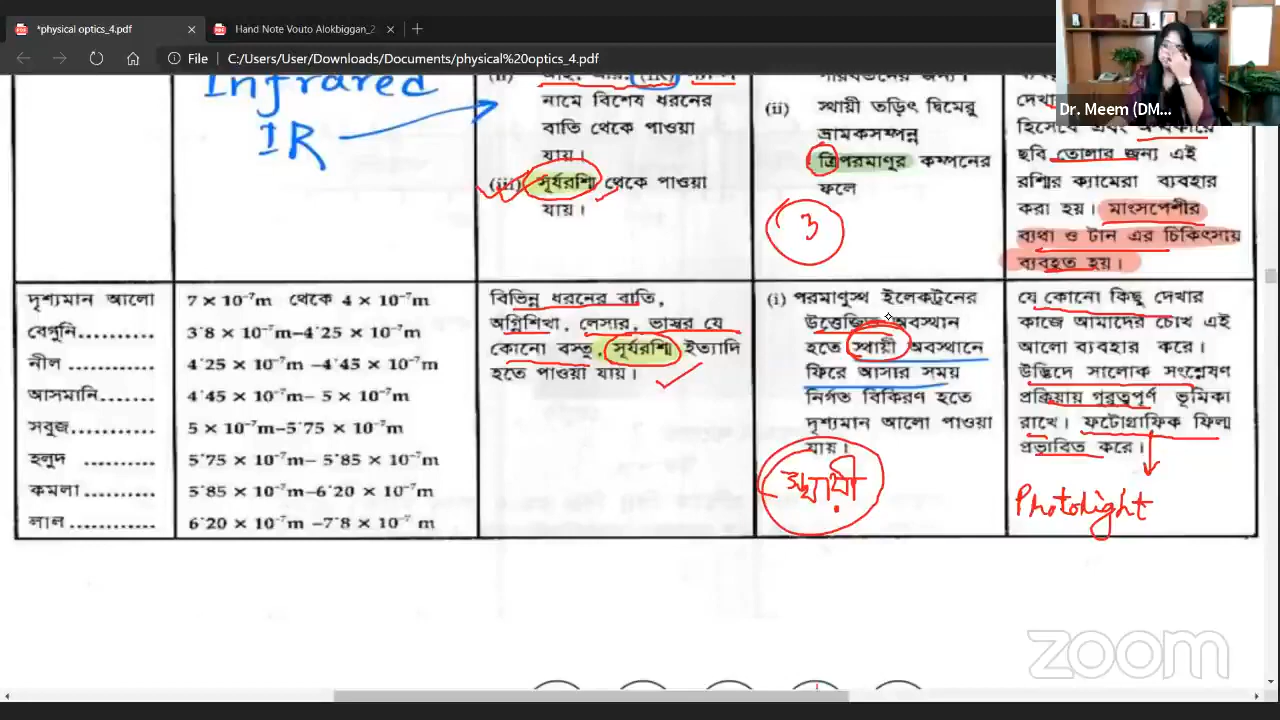 *physical optics_4.pdf
Hand Note Vouto Alokbiggan_2
File
C:/Users/User/Downloads/Documents/physical%20optics_4.pdf
Dr. Meem (DM...
Infrared
IR
নামে বিশেষ ধরনের
বাতি থেকে পাওয়া
যায়।
(iii) সূর্যরশ্মি থেকে পাওয়া
যায়।
(ii) স্থায়ী তড়িৎ দ্বিমেরু
ভ্রামকসম্পন্ন
ত্রিপরমাণুর কম্পনের
ফলে
৩
ছবি তোলার জন্য এই
রশ্মির ক্যামেরা ব্যবহার
করা হয়। মাংসপেশীর
ব্যথা ও টান এর চিকিৎসায়
ব্যবহৃত হয়।
দৃশ্যমান আলো
বেগুনি..........
নীল ............
আসমানি.......
সবুজ...........
হলুদ ..........
কমলা ..........
লাল ............
7 × 10⁻⁷m থেকে 4 × 10⁻⁷m
3˙8 × 10⁻⁷m–4˙25 × 10⁻⁷m
4˙25 × 10⁻⁷m –4˙45 × 10⁻⁷m
4˙45 × 10⁻⁷m– 5 × 10⁻⁷m
5 × 10⁻⁷m–5˙75 × 10⁻⁷m
5˙75 × 10⁻⁷m– 5˙85 × 10⁻⁷m
5˙85 × 10⁻⁷m–6˙20 × 10⁻⁷m
6˙20 × 10⁻⁷m –7˙8 × 10⁻⁷ m
বিভিন্ন ধরনের বাতি,
অগ্নিশিখা, লেসার, ভাস্বর যে
কোনো বস্তু, সূর্যরশ্মি ইত্যাদি
হতে পাওয়া যায়।
(i) পরমাণুস্থ ইলেকট্রনের
উত্তেজিত অবস্থান
হতে স্থায়ী অবস্থানে
ফিরে আসার সময়
নির্গত বিকিরণ হতে
দৃশ্যমান আলো পাওয়া
যায়।
স্থায়ী
যে কোনো কিছু দেখার
কাজে আমাদের চোখ এই
আলো ব্যবহার করে।
উদ্ভিদে সালোক সংশ্লেষণ
প্রক্রিয়ায় গুরুত্বপূর্ণ ভূমিকা
রাখে। ফটোগ্রাফিক ফিল্ম
প্রভাবিত করে।
Photolight
zoom